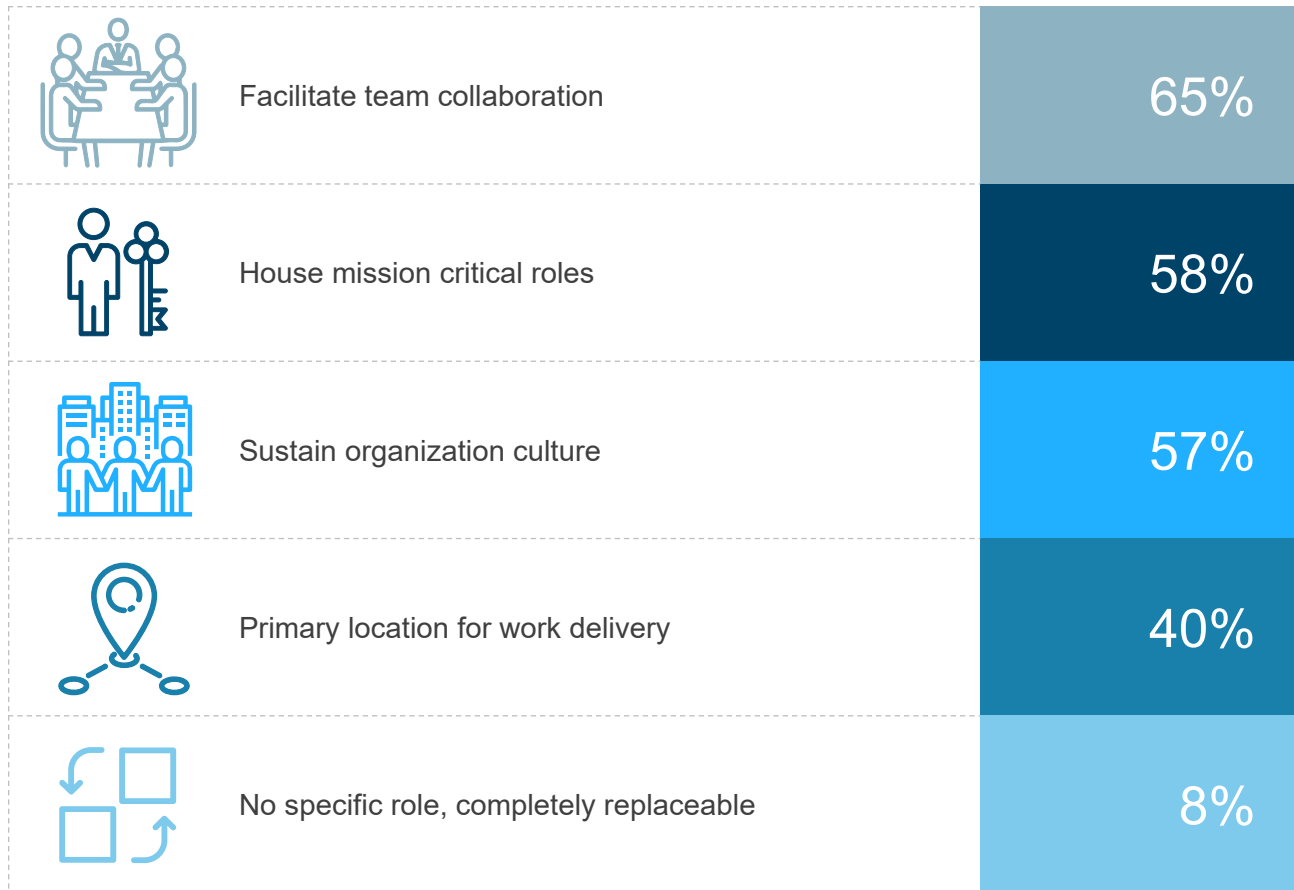 Facilitate team collaboration 65%
House mission critical roles 58%
Sustain organization culture 57%
Primary location for work delivery 40%
No specific role, completely replaceable 8%